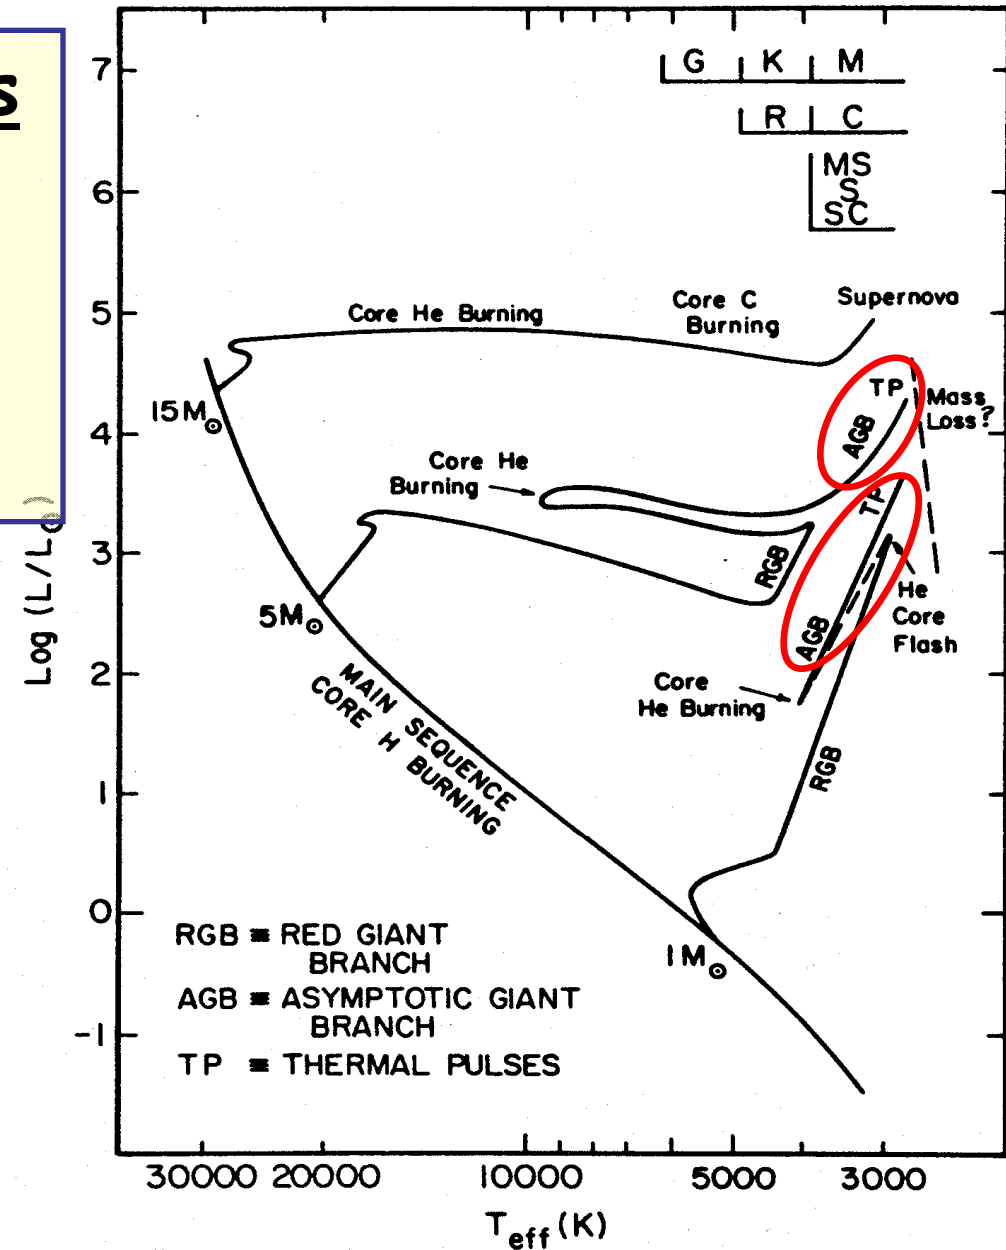 s
7
6
5
4
3
2
1
0
-1
Log (L/L⊙)
G K M
R C
MS
S
SC
Core He Burning
Core C
Burning
Supernova
15M⊙
TP
AGB
Mass
Loss?
Core He
Burning
TP
RGB
AGB
He
Core
Flash
5M⊙
Core
He Burning
MAIN SEQUENCE
CORE H BURNING
RGB
1M⊙
RGB ≡ RED GIANT
BRANCH
AGB ≡ ASYMPTOTIC GIANT
BRANCH
TP ≡ THERMAL PULSES
30000 20000 10000 5000 3000
Teff (K)